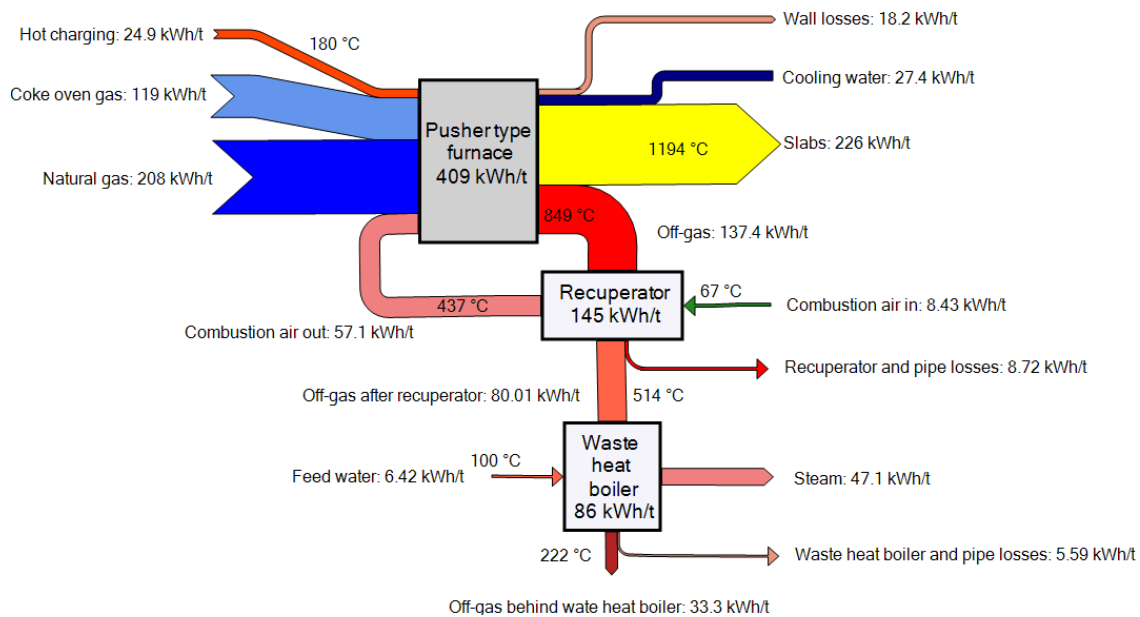 Wall losses: 18.2 kWh/t
Hot charging: 24.9 kWh/t
180 °C
Cooling water: 27.4 kWh/t
Coke oven gas: 119 kWh/t
Pusher type
furnace
409 kWh/t
1194 °C
Slabs: 226 kWh/t
Natural gas: 208 kWh/t
849 °C
Off-gas: 137.4 kWh/t
Recuperator
145 kWh/t
67 °C
Combustion air in: 8.43 kWh/t
437 °C
Combustion air out: 57.1 kWh/t
Recuperator and pipe losses: 8.72 kWh/t
Off-gas after recuperator: 80.01 kWh/t
514 °C
Waste
heat
boiler
86 kWh/t
100 °C
Feed water: 6.42 kWh/t
Steam: 47.1 kWh/t
222 °C
Waste heat boiler and pipe losses: 5.59 kWh/t
Off-gas behind wate heat boiler: 33.3 kWh/t